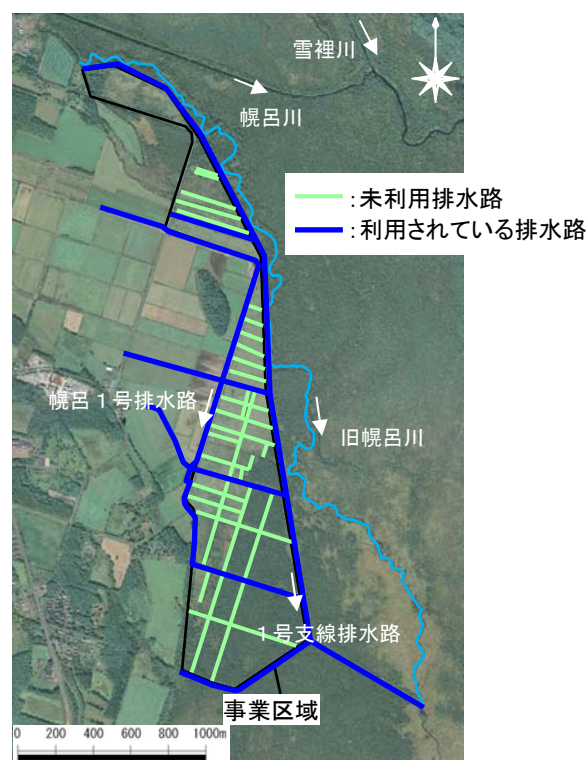 雪裡川
幌呂川
：未利用排水路
：利用されている排水路
幌呂１号排水路
旧幌呂川
１号支線排水路
事業区域
0 200 400 600 800 1000m